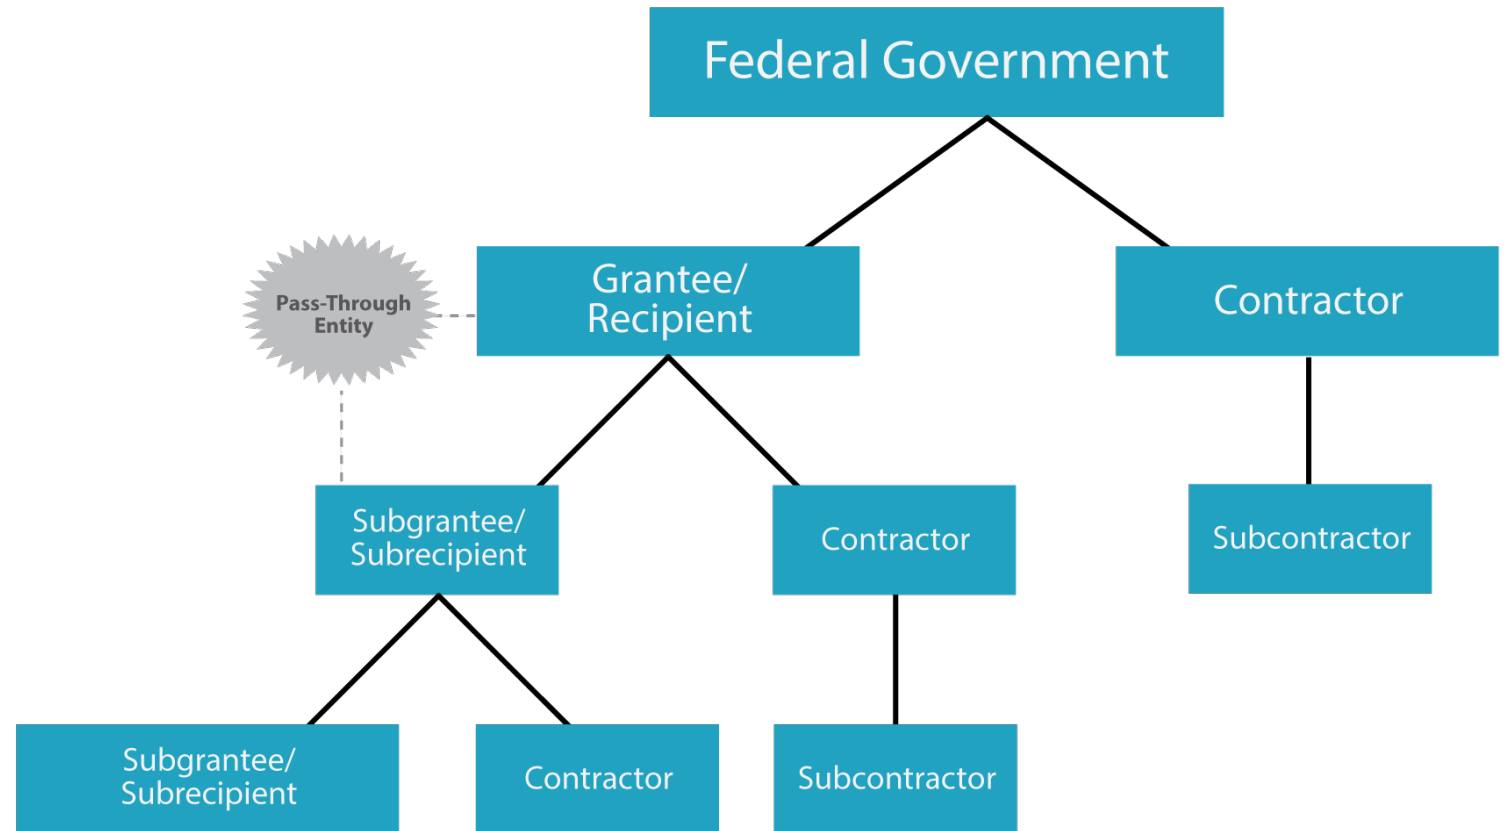 Federal Government
Grantee/
Recipient
Contractor
Pass-Through
Entity
Subgrantee/
Subrecipient
Contractor
Subcontractor
Subgrantee/
Subrecipient
Contractor
Subcontractor